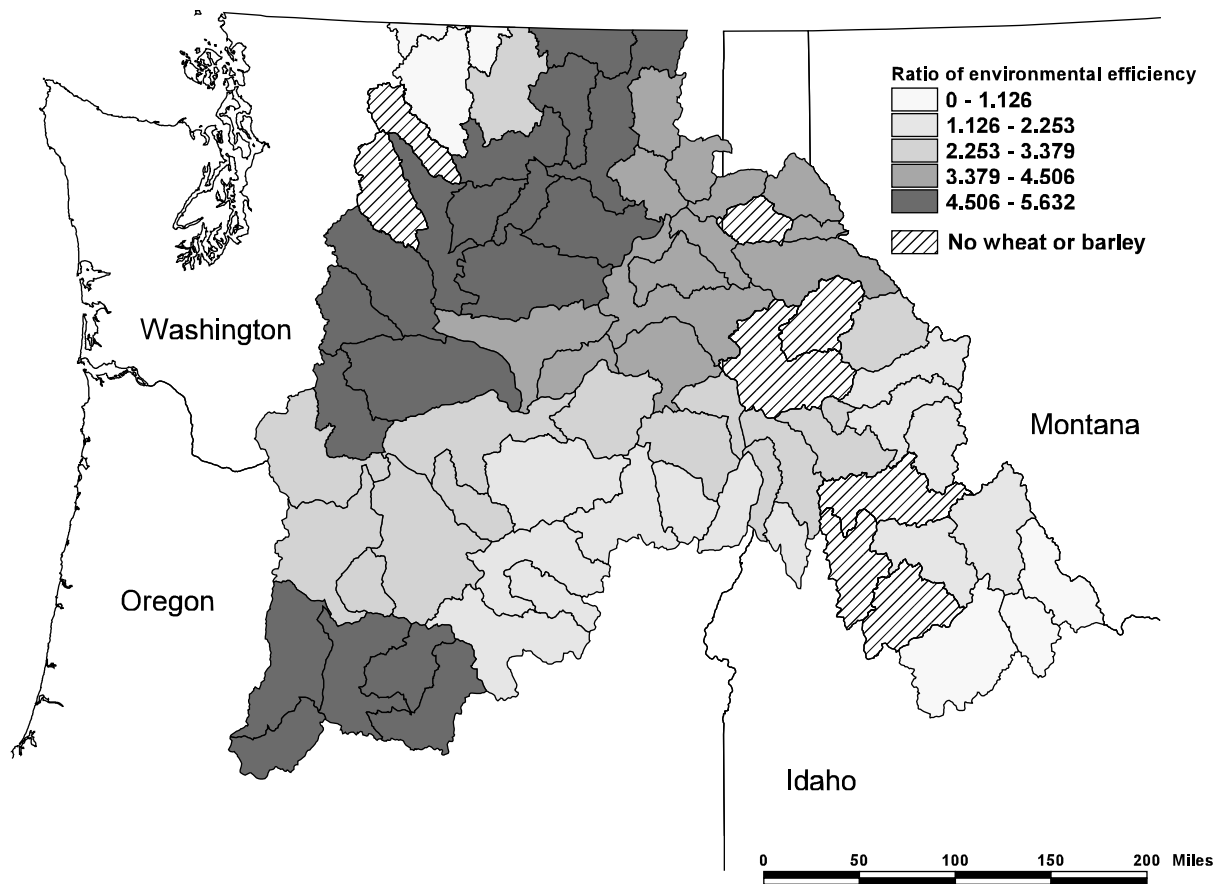 Ratio of environmental efficiency
0 - 1.126
1.126 - 2.253
2.253 - 3.379
3.379 - 4.506
4.506 - 5.632
No wheat or barley
Washington
Montana
Oregon
Idaho
0 50 100 150 200 Miles